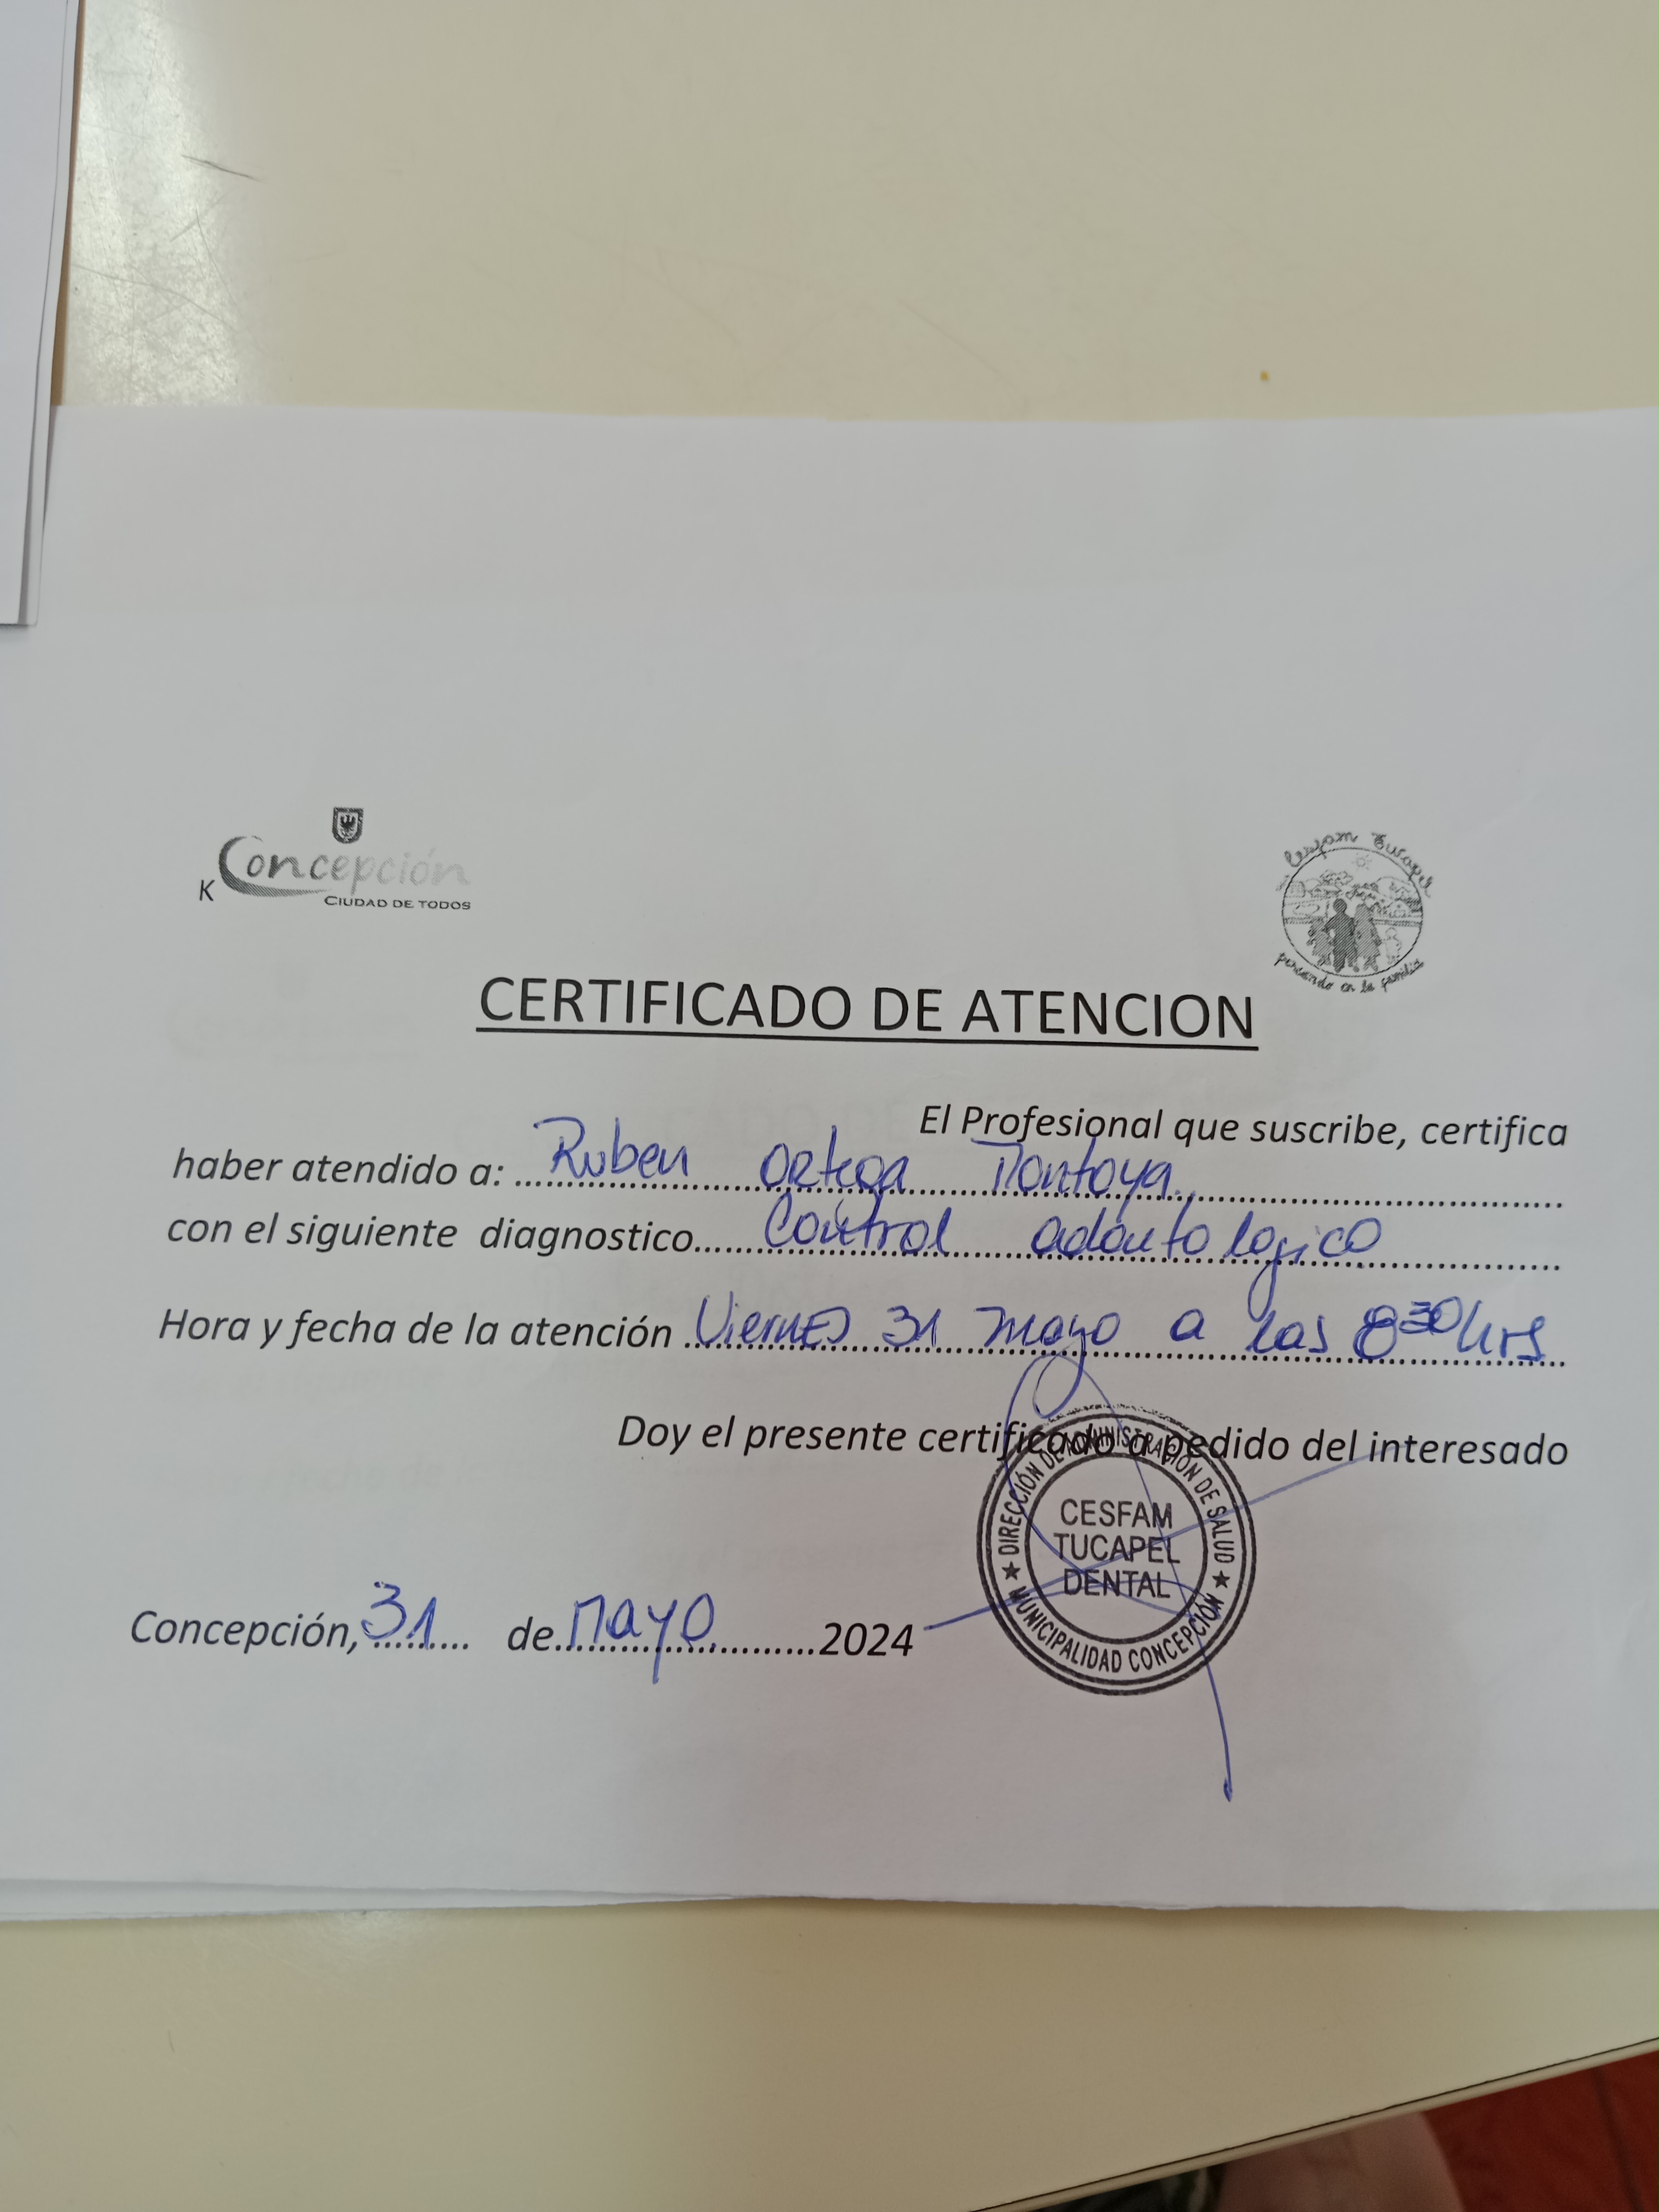 Concepción
K
CIUDAD DE TODOS
Cesfam Tucapel
pensando en la familia
CERTIFICADO DE ATENCION
El Profesional que suscribe, certifica
haber atendido a: Ruben Ortega Montoya.
con el siguiente diagnostico Control odontologico
Hora y fecha de la atención Viernes 31 mayo a las 8³⁰ hrs
Doy el presente certificado a pedido del interesado
DIRECCIÓN DE ADMINISTRACIÓN DE SALUD
CESFAM
TUCAPEL
DENTAL
MUNICIPALIDAD CONCEPCIÓN
Concepción, 31 de Mayo 2024